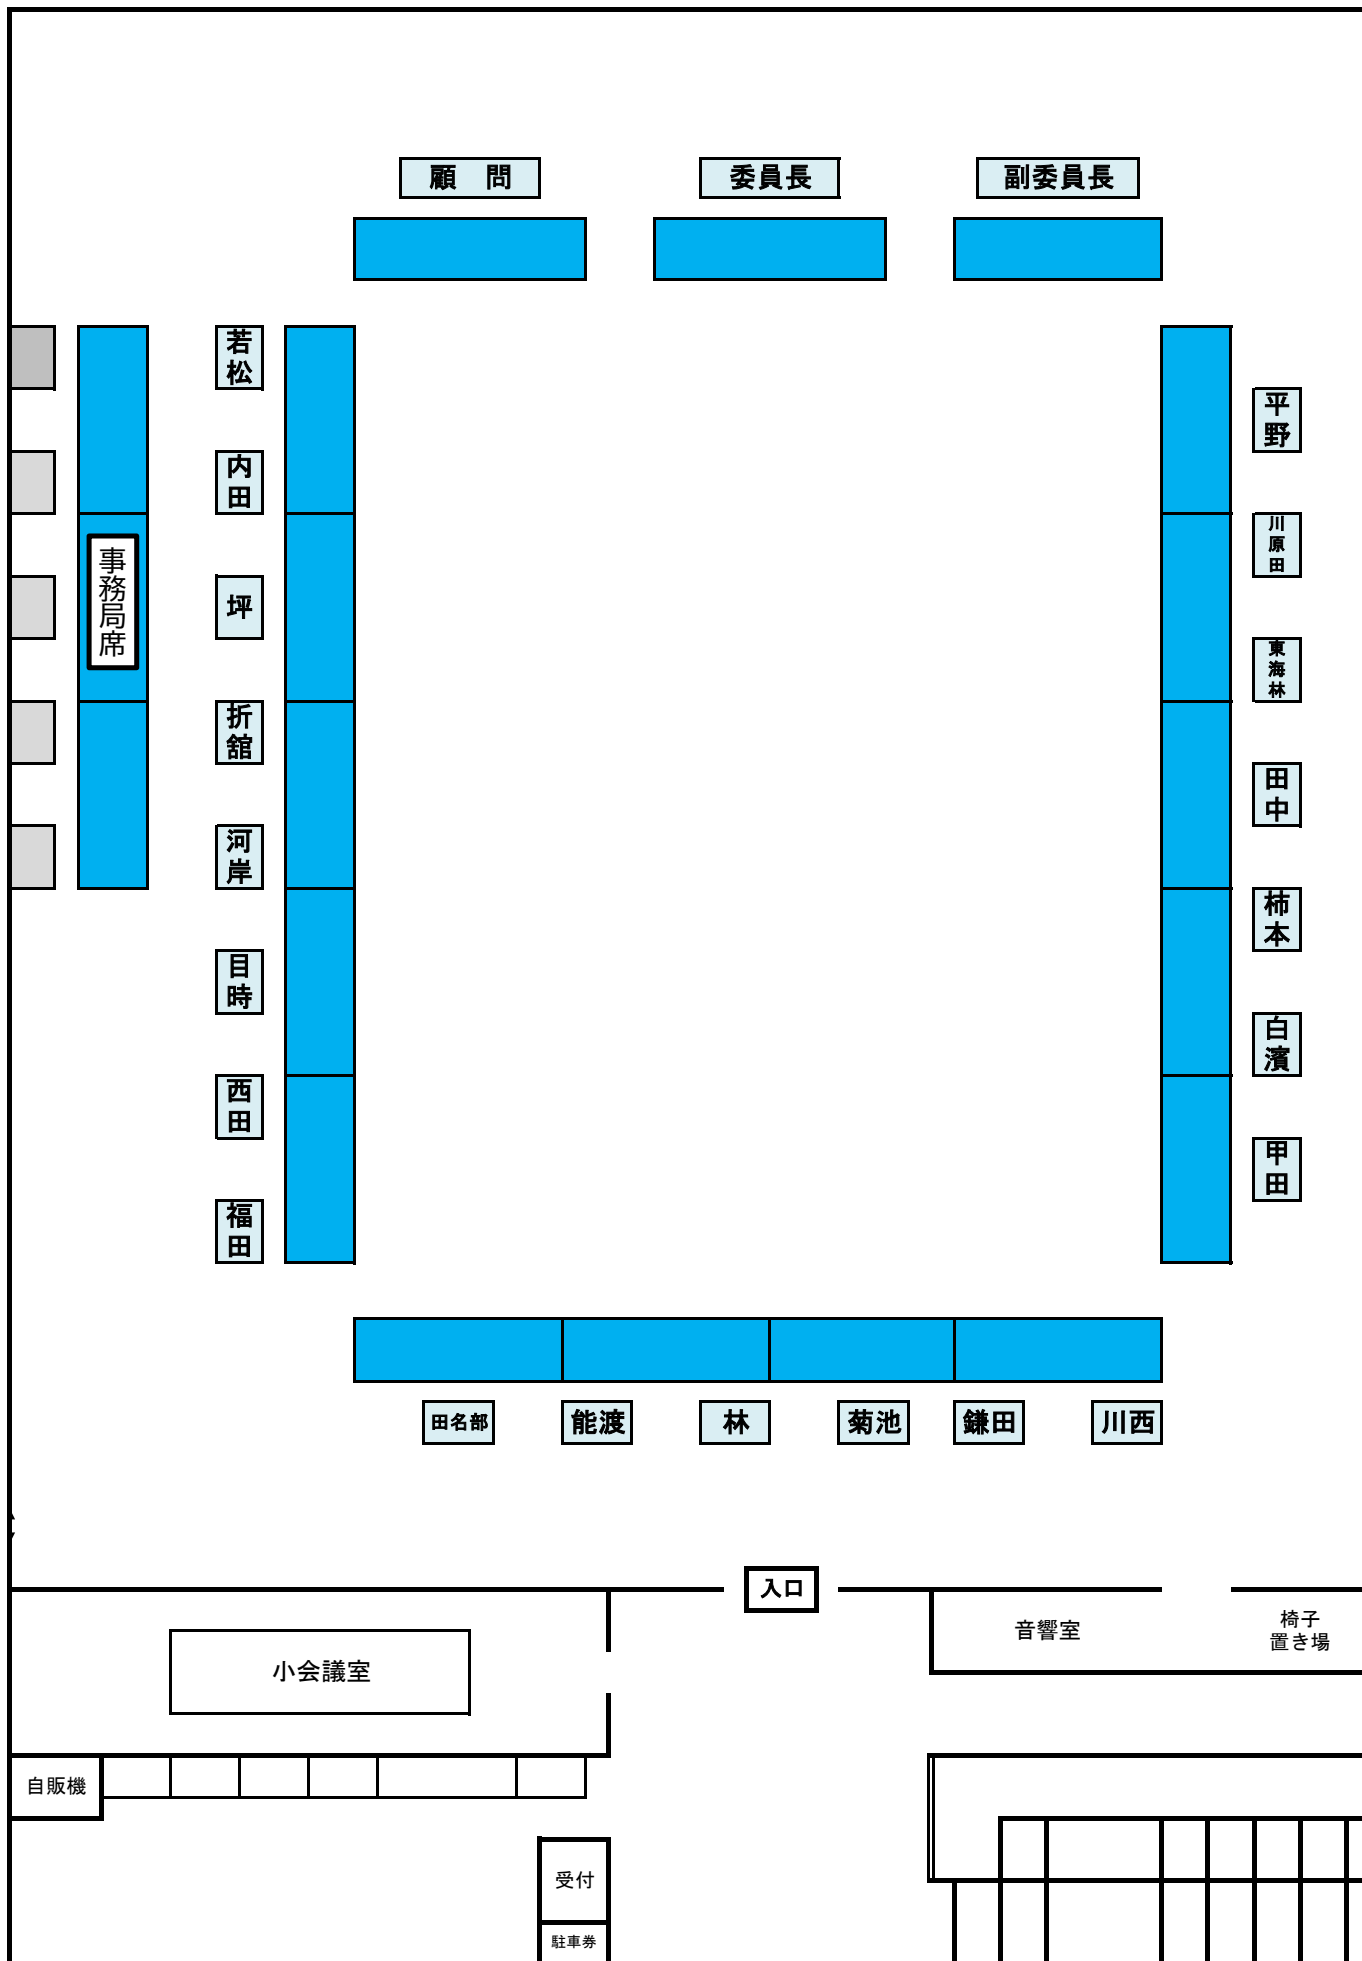 顧　問
委員長
副委員長
若松
内田
坪
折舘
河岸
目時
西田
福田
事務局席
平野
川原田
東海林
田中
柿本
白濱
甲田
田名部
能渡
林
菊池
鎌田
川西
入口
小会議室
音響室
椅子
置き場
自販機
受付
駐車券